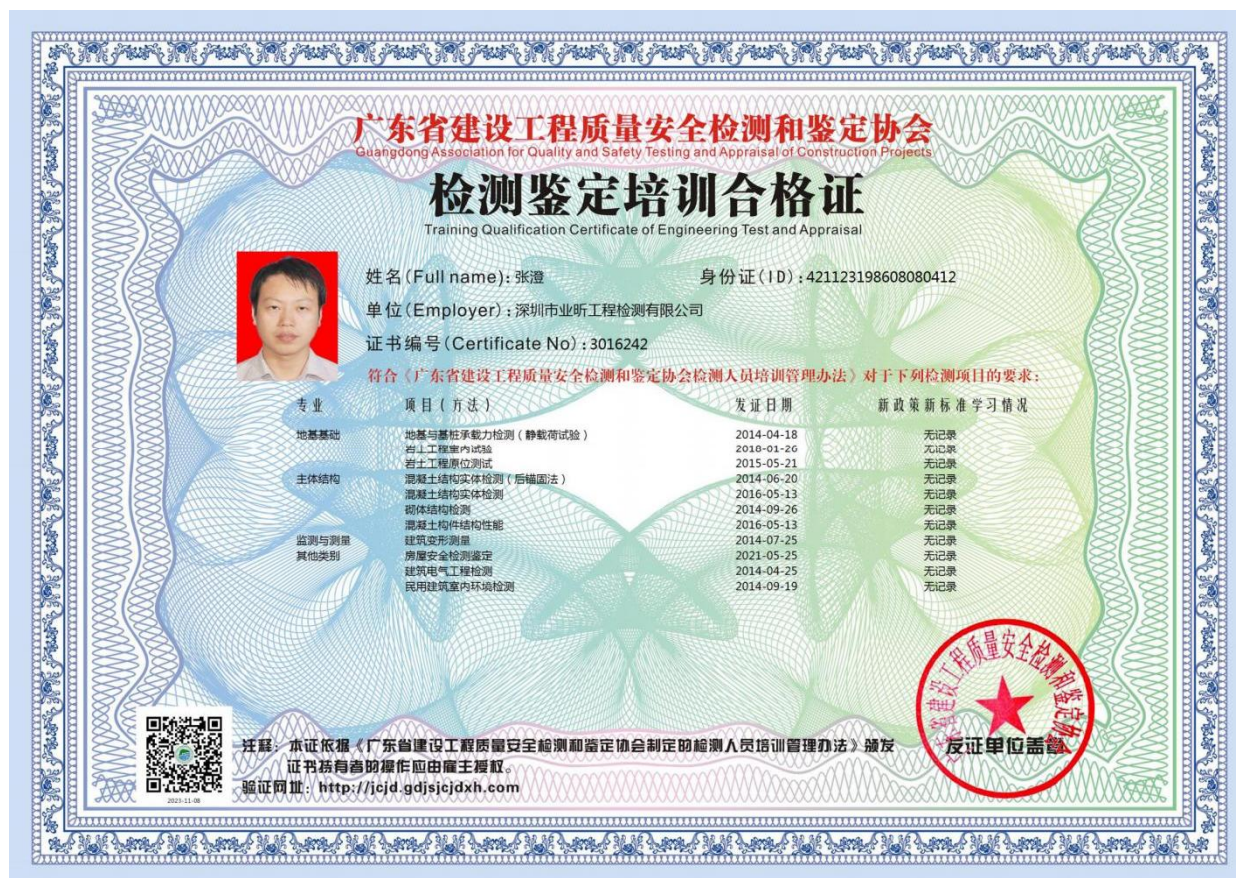 广东省建设工程质量安全检测和鉴定协会
Guangdong Association for Quality and Safety Testing and Appraisal of Construction Projects
检测鉴定培训合格证
Training Qualification Certificate of Engineering Test and Appraisal
姓名(Full name):张澄 身份证(ID):421123198608080412
单位(Employer):深圳市业昕工程检测有限公司
证书编号(Certificate No):3016242
符合《广东省建设工程质量安全检测和鉴定协会检测人员培训管理办法》对于下列检测项目的要求:
专业 项目(方法) 发证日期 新政策新标准学习情况
地基基础 地基与基桩承载力检测(静载荷试验) 2014-04-18 无记录
岩土工程室内试验 2018-01-26 无记录
岩土工程原位测试 2015-05-21 无记录
主体结构 混凝土结构实体检测(后锚固法) 2014-06-20 无记录
混凝土结构实体检测 2016-05-13 无记录
砌体结构检测 2014-09-26 无记录
混凝土构件结构性能 2016-05-13 无记录
监测与测量 建筑变形测量 2014-07-25 无记录
其他类别 房屋安全检测鉴定 2021-05-25 无记录
建筑电气工程检测 2014-04-25 无记录
民用建筑室内环境检测 2014-09-19 无记录
广东省建设工程质量安全检测和鉴定协会
注释:本证依据《广东省建设工程质量安全检测和鉴定协会制定的检测人员培训管理办法》颁发
发证单位盖章
证书持有者的操作应由雇主授权。
验证网址:http://jcjd.gdjsjcjdxh.com
2023-11-08